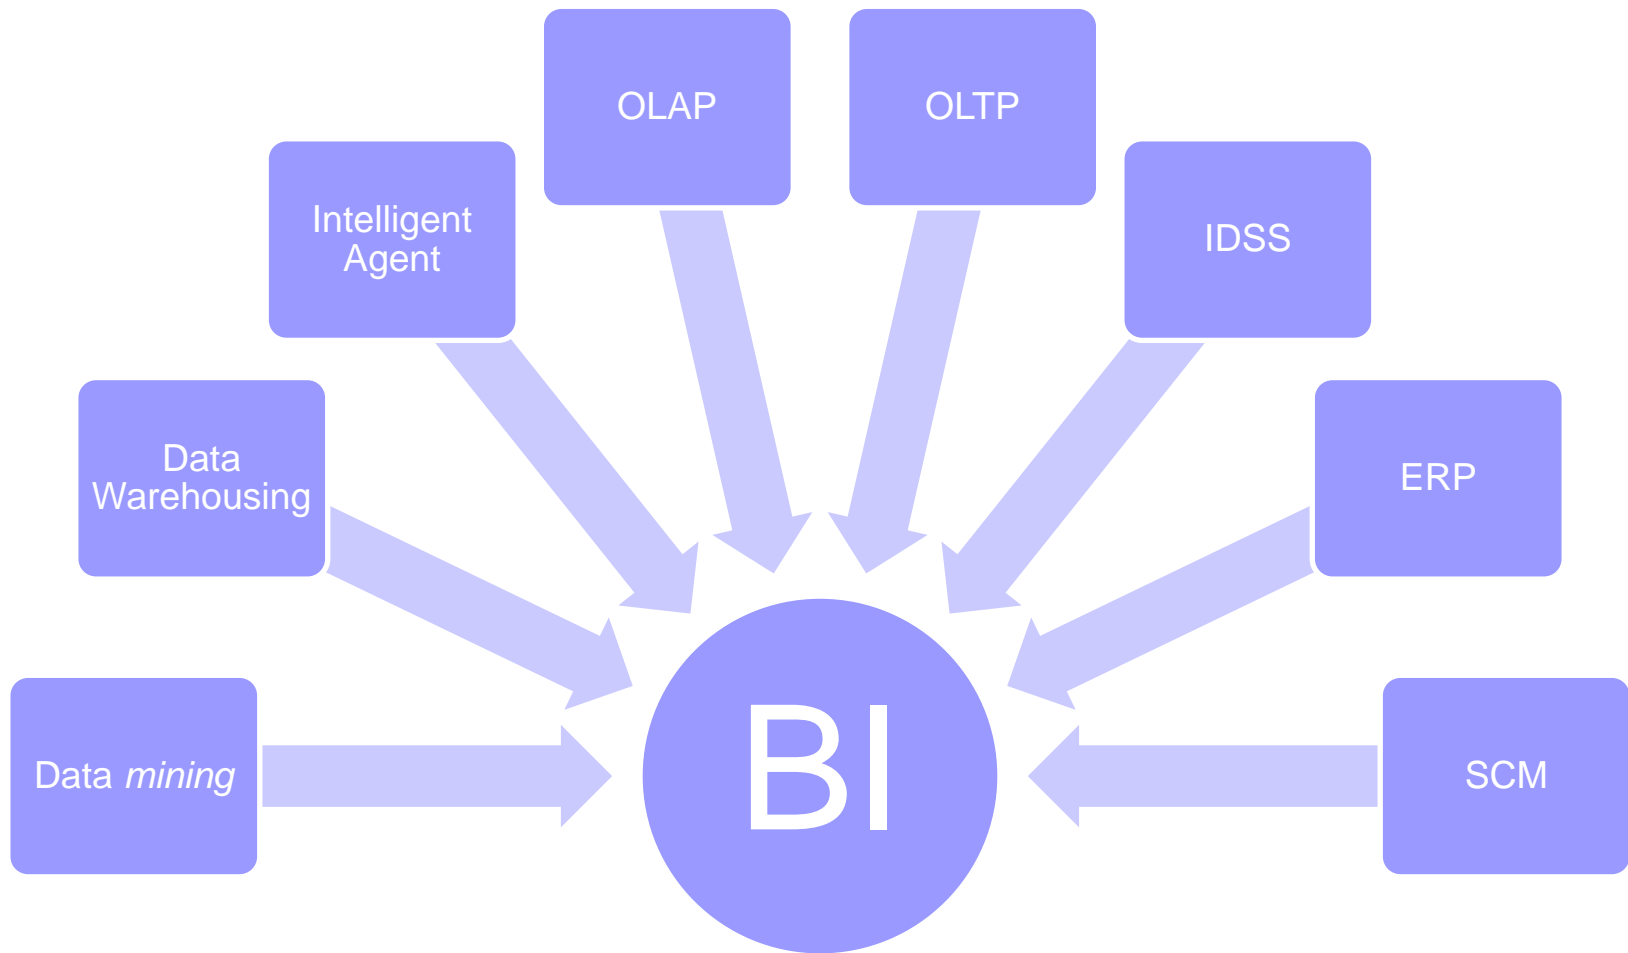 OLAP
OLTP
Intelligent
Agent
IDSS
Data
Warehousing
ERP
Data mining
BI
SCM